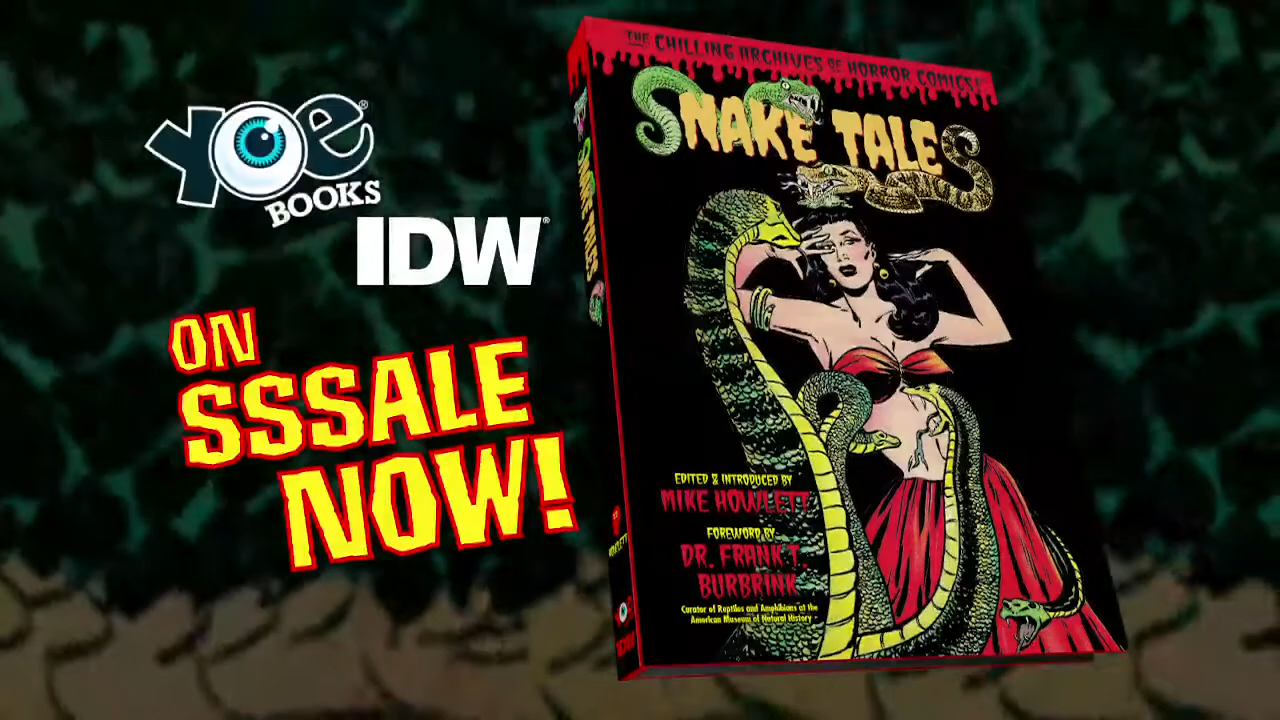 YOE®
BOOKS
IDW®
ON
SSSALE
NOW!
THE CHILLING ARCHIVES OF HORROR COMICS!
SNAKE TALES
EDITED & INTRODUCED BY
MIKE HOWLETT
FOREWORD BY
DR. FRANK T.
BURBRINK
Curator of Reptiles and Amphibians at the
American Museum of Natural History
SNAKE TALES
HOWLETT
IDW